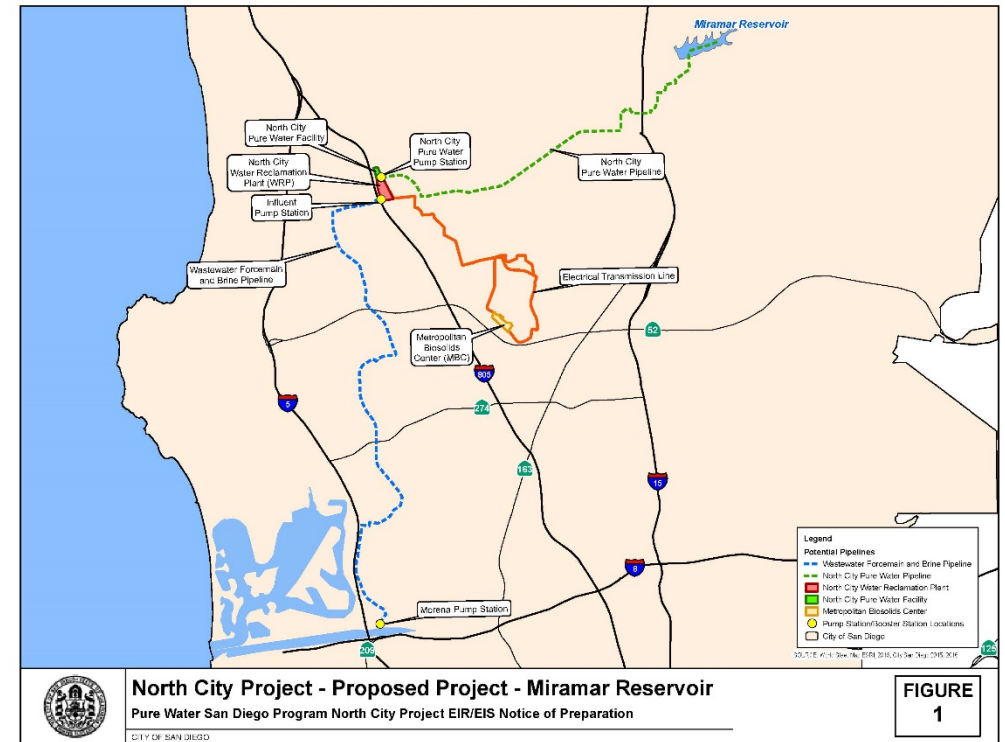 Miramar Reservoir
North City
Pure Water Facility
North City
Pure Water
Pump Station
North City
Water Reclamation
Plant (WRP)
North City
Pure Water Pipeline
Influent
Pump Station
Wastewater Forcemain
and Brine Pipeline
Electrical Transmission Line
Metropolitan
Biosolids
Center (MBC)
52
805
5
274
163
15
8
Morena Pump Station
209
125
Legend
Potential Pipelines
Wastewater Forcemain and Brine Pipeline
North City Pure Water Pipeline
North City Water Reclamation Plant
North City Pure Water Facility
Metropolitan Biosolids Center
Pump Station/Booster Station Locations
City of San Diego
North City Project - Proposed Project - Miramar Reservoir
Pure Water San Diego Program North City Project EIR/EIS Notice of Preparation
CITY OF SAN DIEGO
FIGURE
1